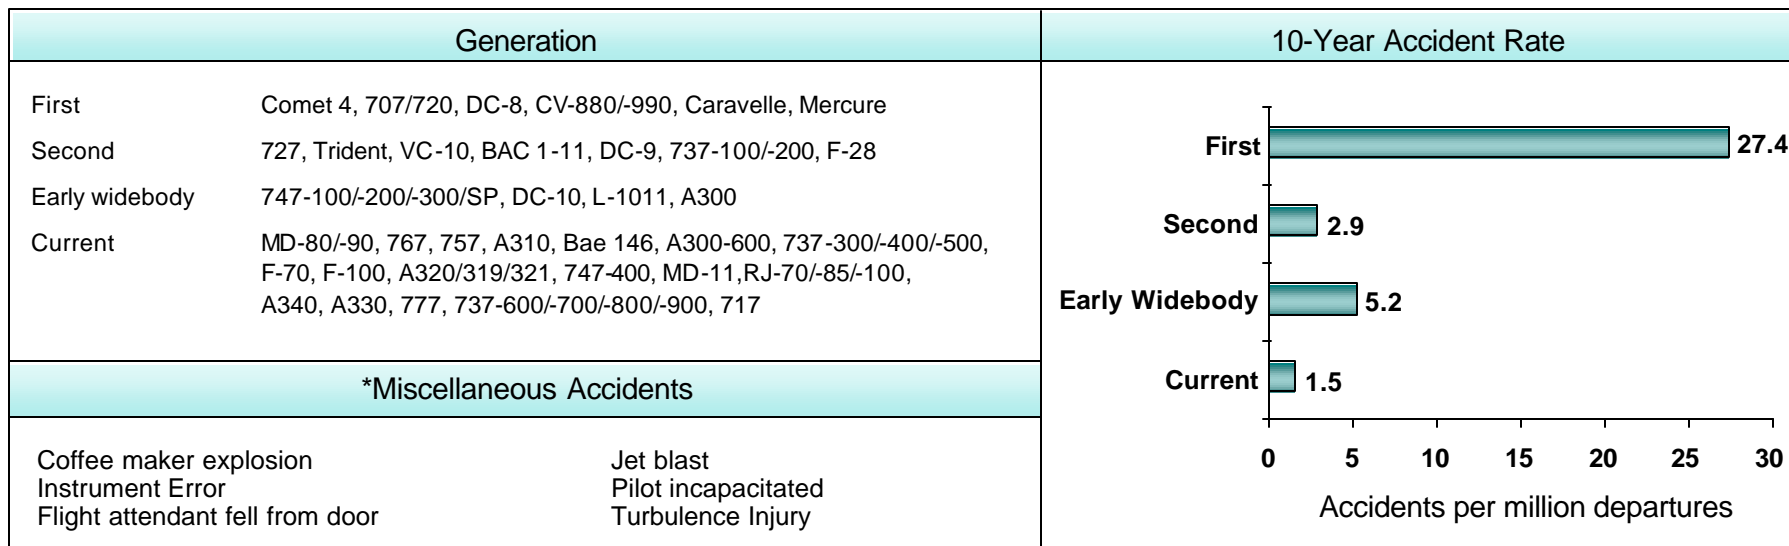 Generation
10-Year Accident Rate
First Comet 4, 707/720, DC-8, CV-880/-990, Caravelle, Mercure
Second 727, Trident, VC-10, BAC 1-11, DC-9, 737-100/-200, F-28
Early widebody 747-100/-200/-300/SP, DC-10, L-1011, A300
Current MD-80/-90, 767, 757, A310, Bae 146, A300-600, 737-300/-400/-500,
F-70, F-100, A320/319/321, 747-400, MD-11,RJ-70/-85/-100,
A340, A330, 777, 737-600/-700/-800/-900, 717
*Miscellaneous Accidents
Coffee maker explosion
Instrument Error
Flight attendant fell from door
Jet blast
Pilot incapacitated
Turbulence Injury
First 27.4
Second 2.9
Early Widebody 5.2
Current 1.5
0 5 10 15 20 25 30
Accidents per million departures